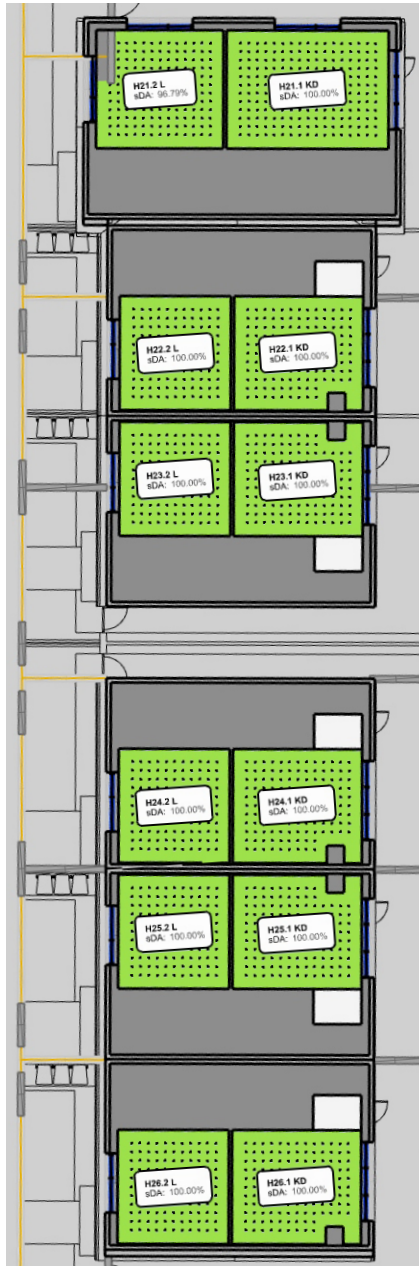 H21.2 L
sDA: 96.79%
H21.1 KD
sDA: 100.00%
H22.2 L
sDA: 100.00%
H22.1 KD
sDA: 100.00%
H23.2 L
sDA: 100.00%
H23.1 KD
sDA: 100.00%
H24.2 L
sDA: 100.00%
H24.1 KD
sDA: 100.00%
H25.2 L
sDA: 100.00%
H25.1 KD
sDA: 100.00%
H26.2 L
sDA: 100.00%
H26.1 KD
sDA: 100.00%